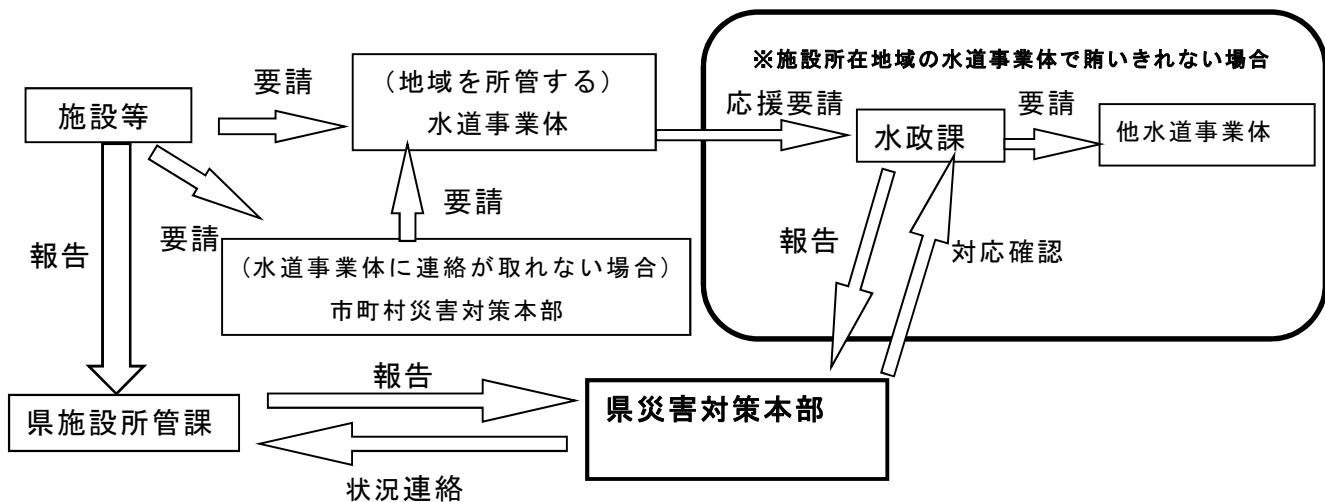 ※施設所在地域の水道事業体で賄いきれない場合
施設等
要請
（地域を所管する）
水道事業体
応援要請
水政課
要請
他水道事業体
要請
要請
報告
（水道事業体に連絡が取れない場合）
市町村災害対策本部
報告
対応確認
県施設所管課
報告
状況連絡
県災害対策本部